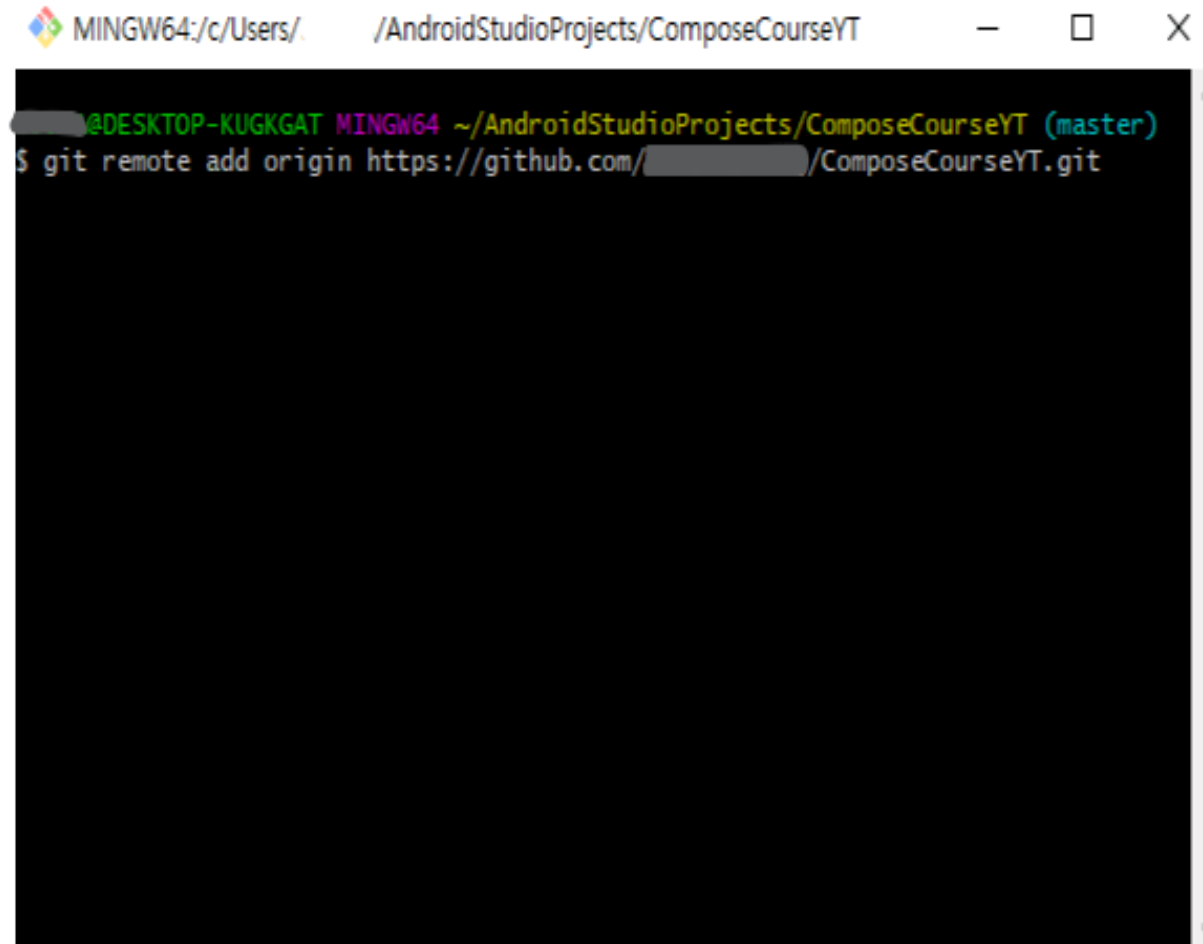 MINGW64:/c/Users/. /AndroidStudioProjects/ComposeCourseYT
@DESKTOP-KUGKGAT MINGW64 ~/AndroidStudioProjects/ComposeCourseYT (master)
$ git remote add origin https://github.com/ /ComposeCourseYT.git